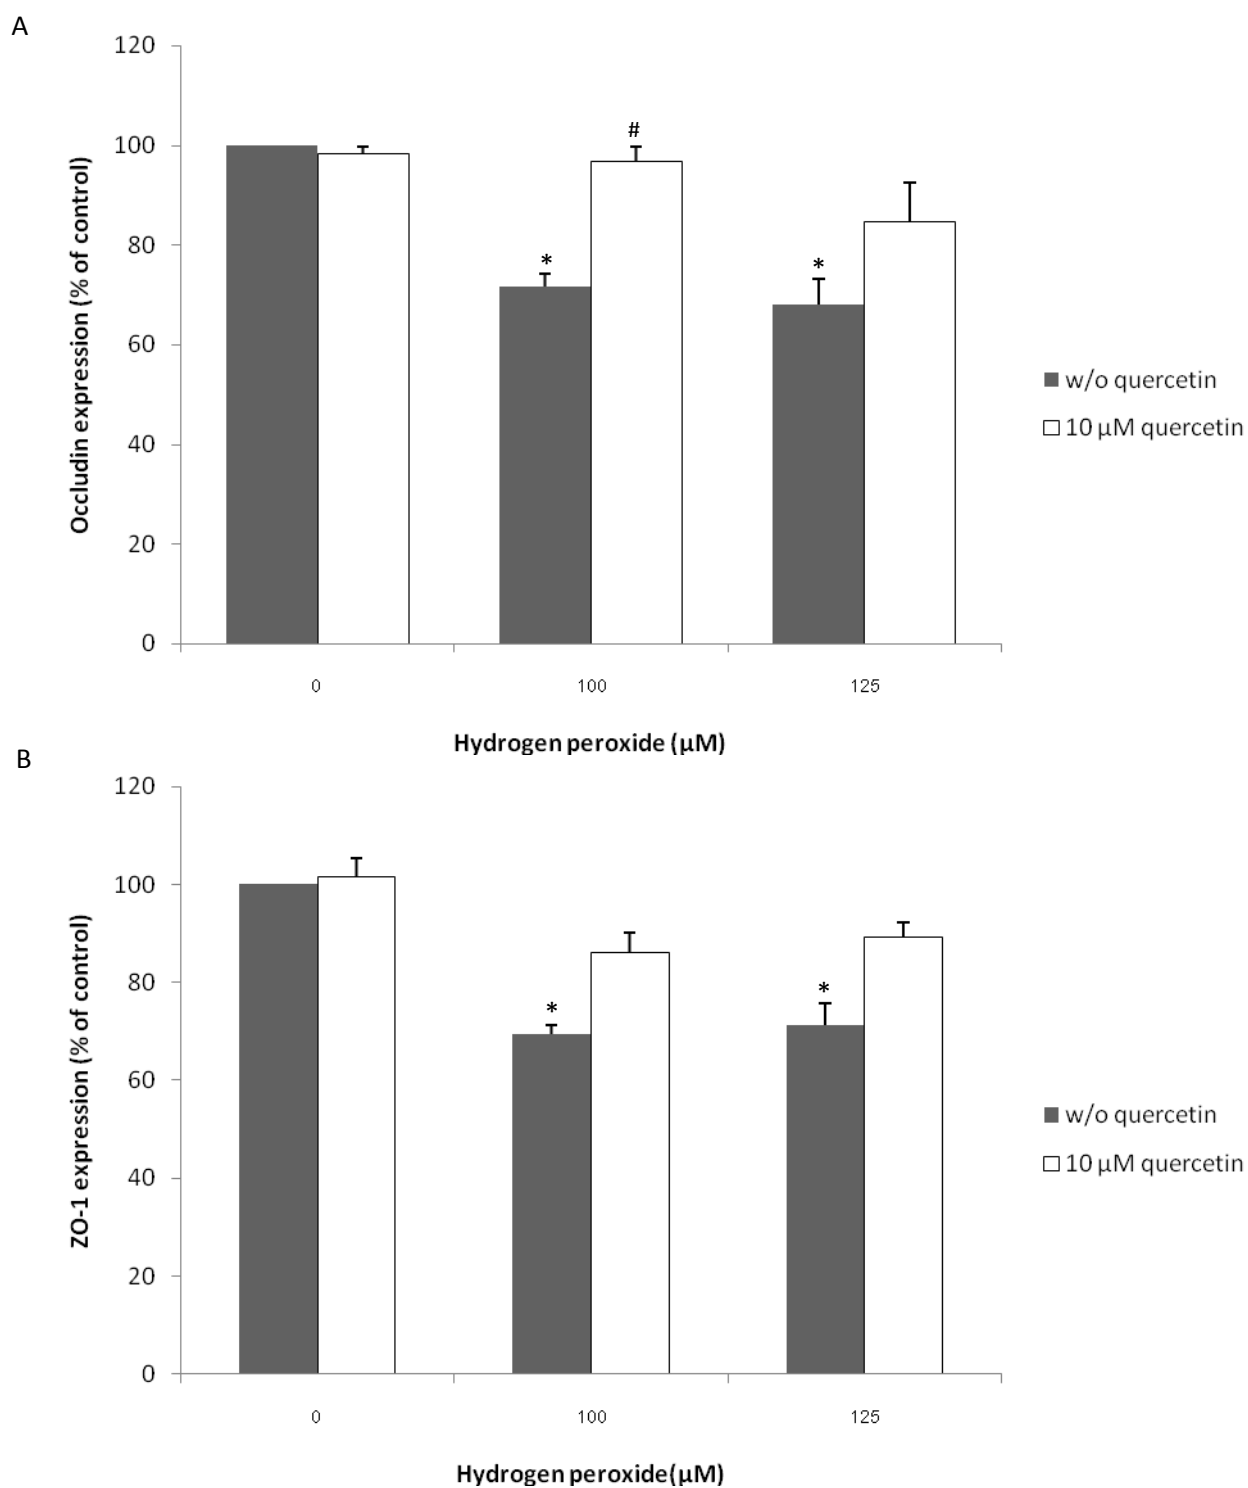 A
120
100
80
60
40
20
0
Occludin expression (% of control)
#
*
*
w/o quercetin
10 µM quercetin
0 100 125
Hydrogen peroxide (µM)
B
120
100
80
60
40
20
0
ZO-1 expression (% of control)
*
*
w/o quercetin
10 µM quercetin
0 100 125
Hydrogen peroxide(µM)